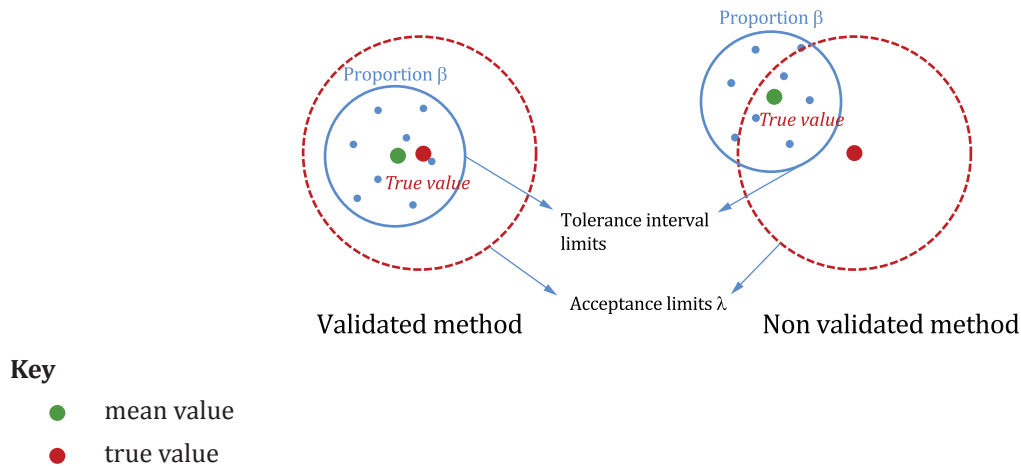 Proportion β
Proportion β
True value
True value
Tolerance interval
limits
Acceptance limits λ
Validated method
Non validated method
Key
mean value
true value